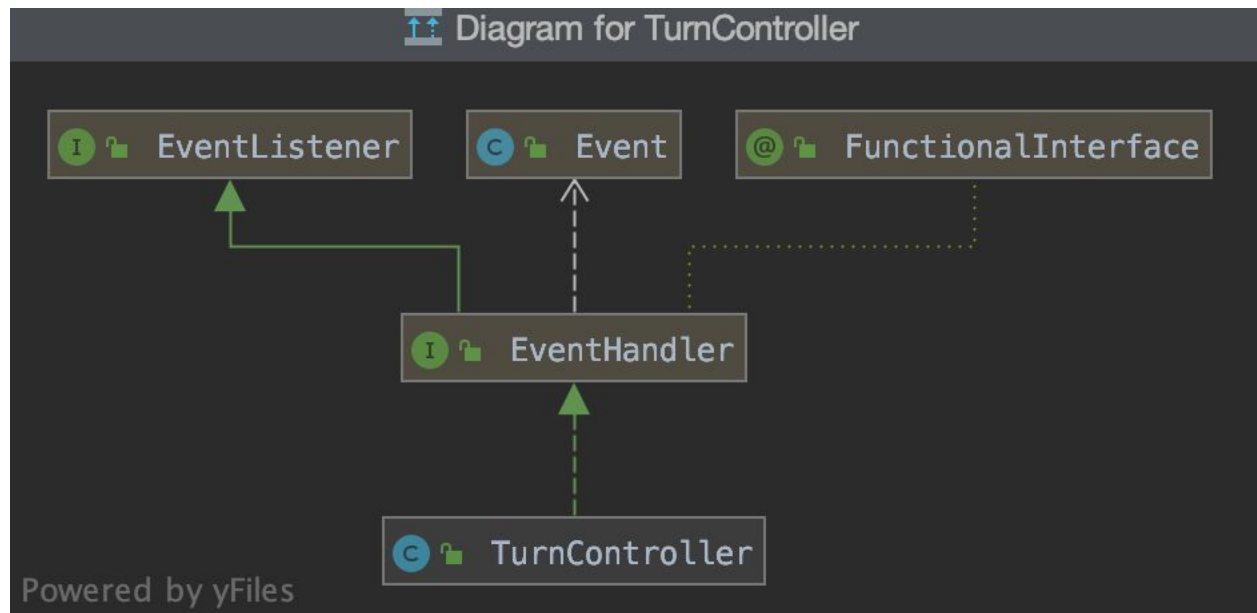 Diagram for TurnController
I EventListener
C Event
@ FunctionalInterface
I EventHandler
C TurnController
Powered by yFiles